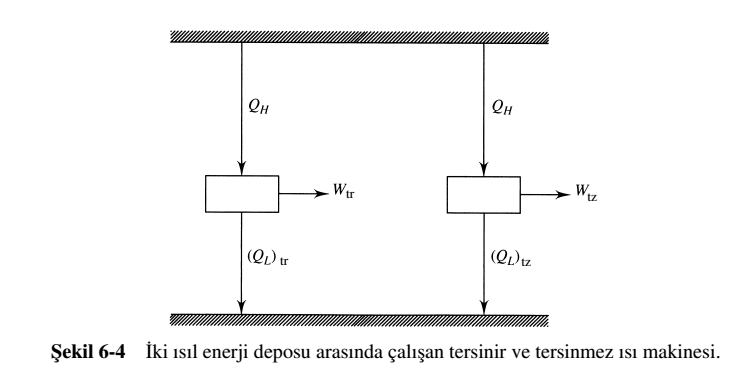 Q_H
Q_H
W_tr
W_tz
(Q_L)_tr
(Q_L)_tz
Şekil 6-4 İki ısıl enerji deposu arasında çalışan tersinir ve tersinmez ısı makinesi.